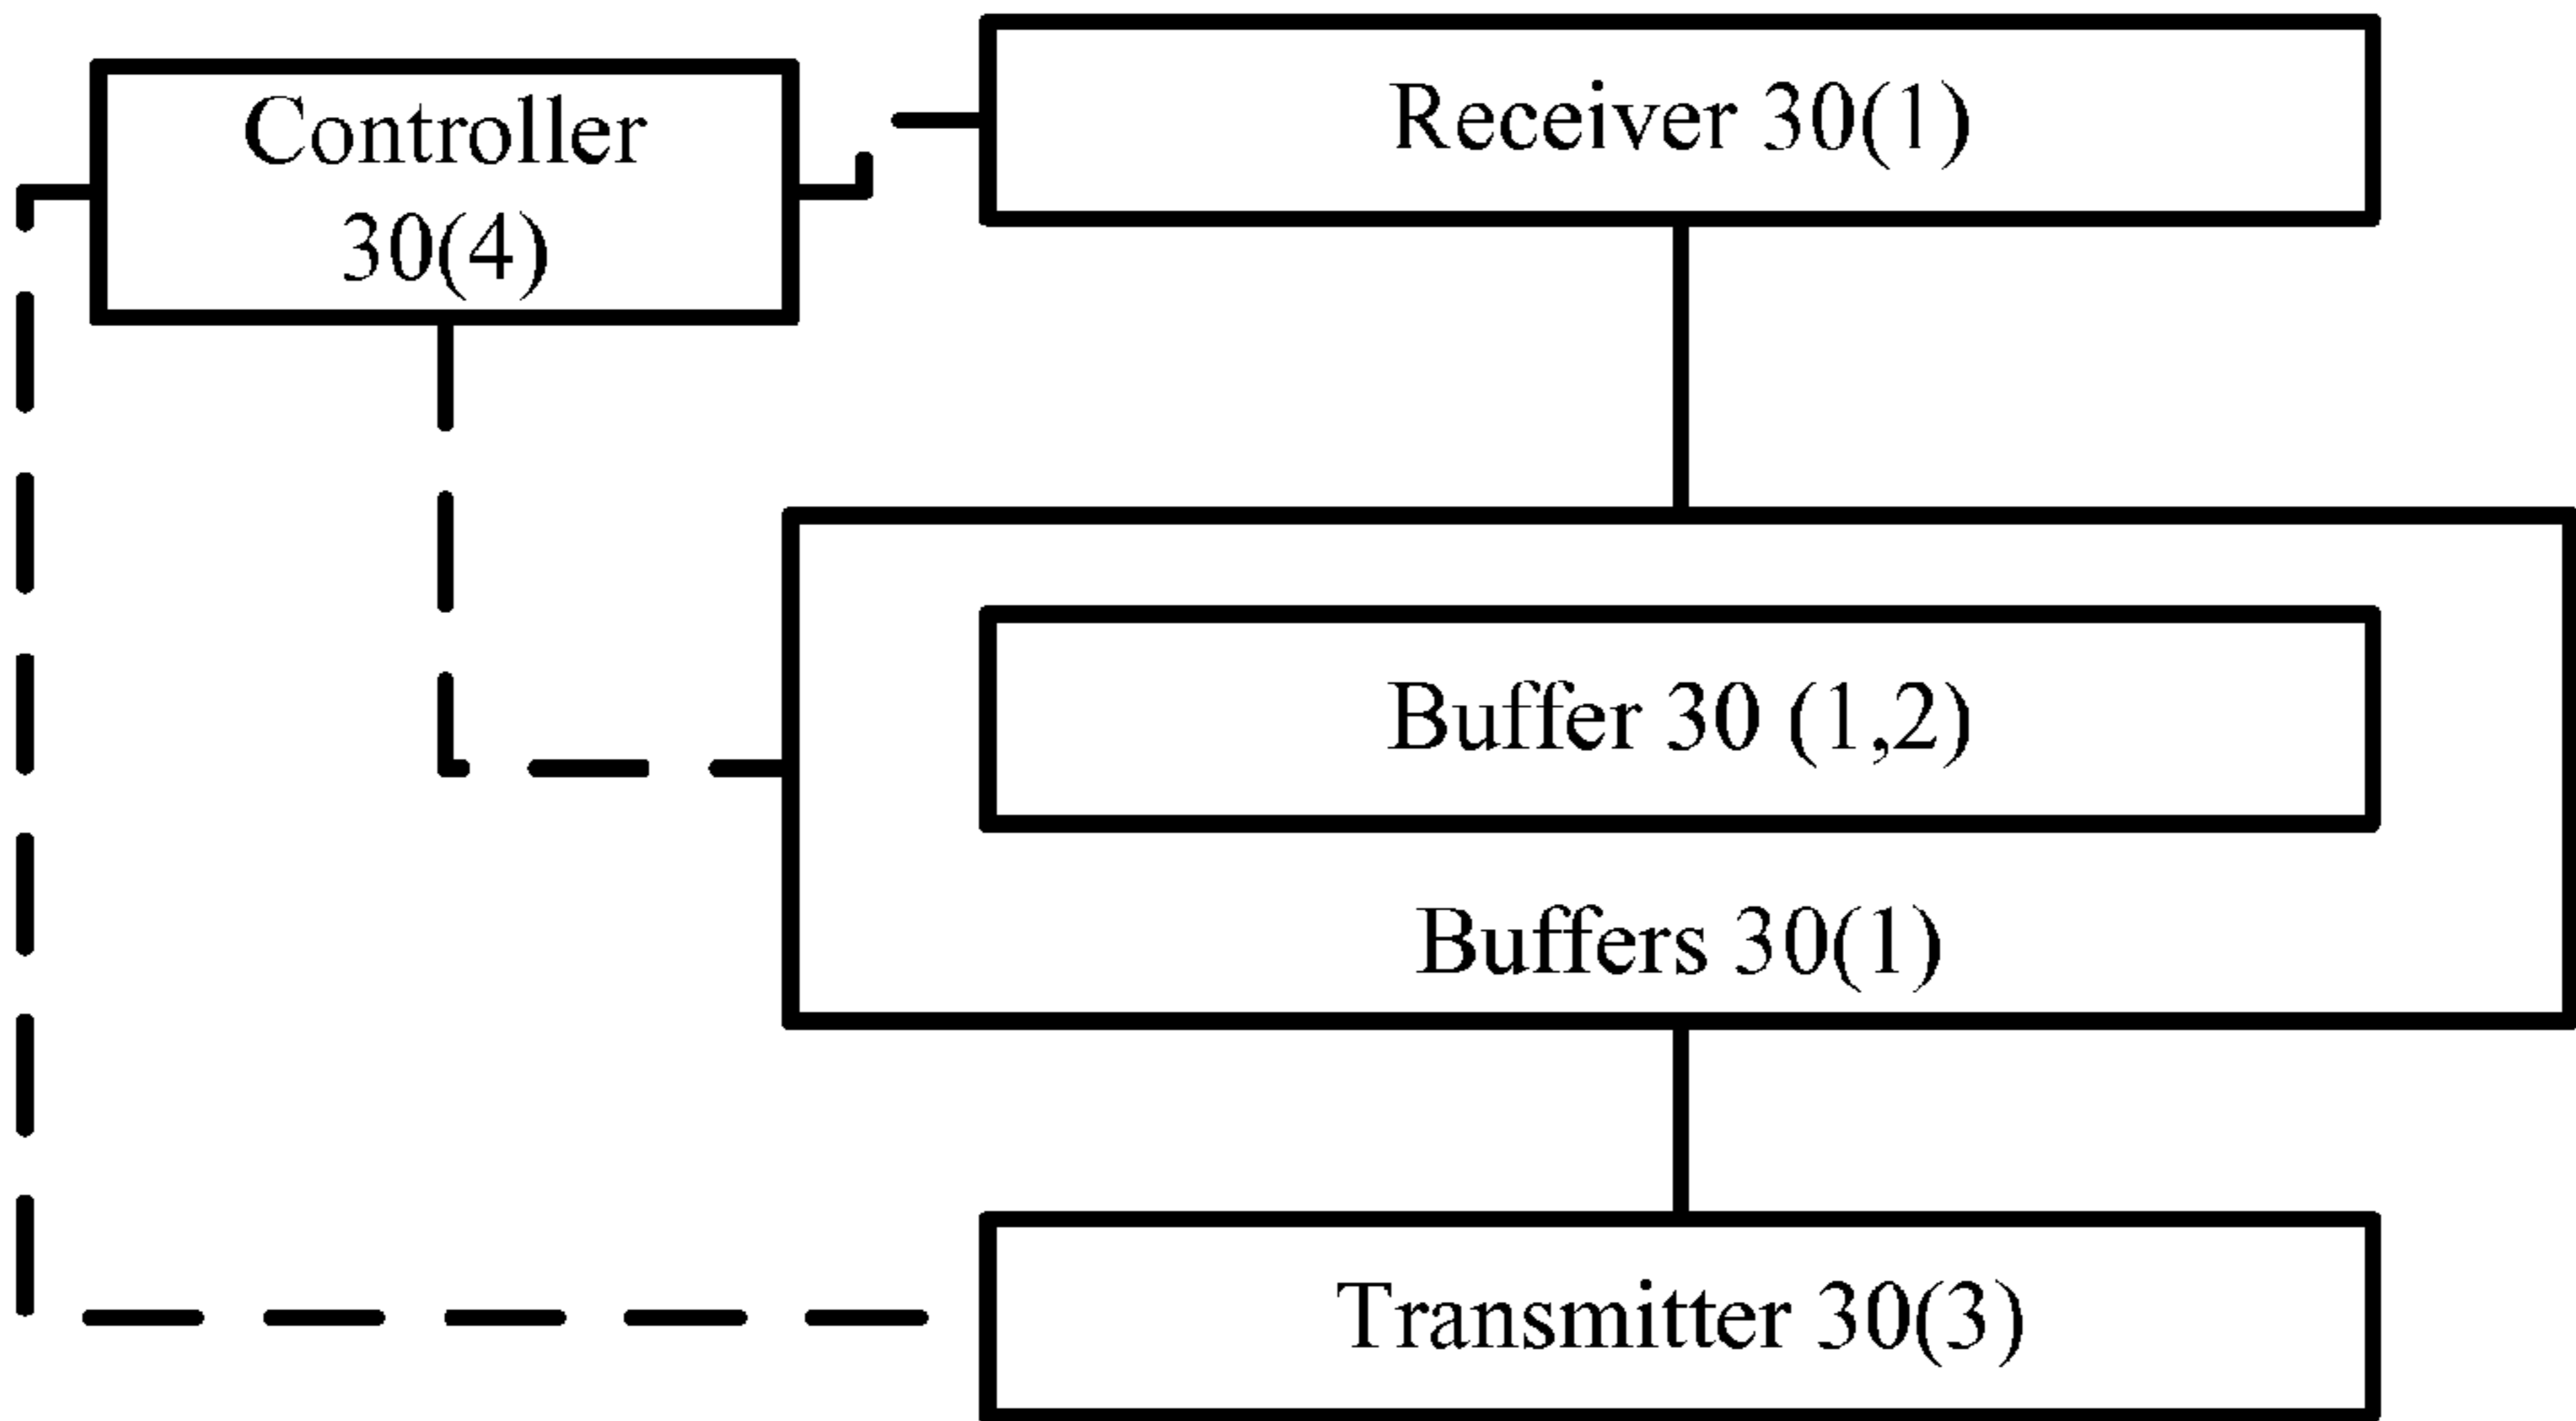 Controller
30(4)
Receiver 30(1)
Buffer 30 (1,2)
Buffers 30(1)
Transmitter 30(3)